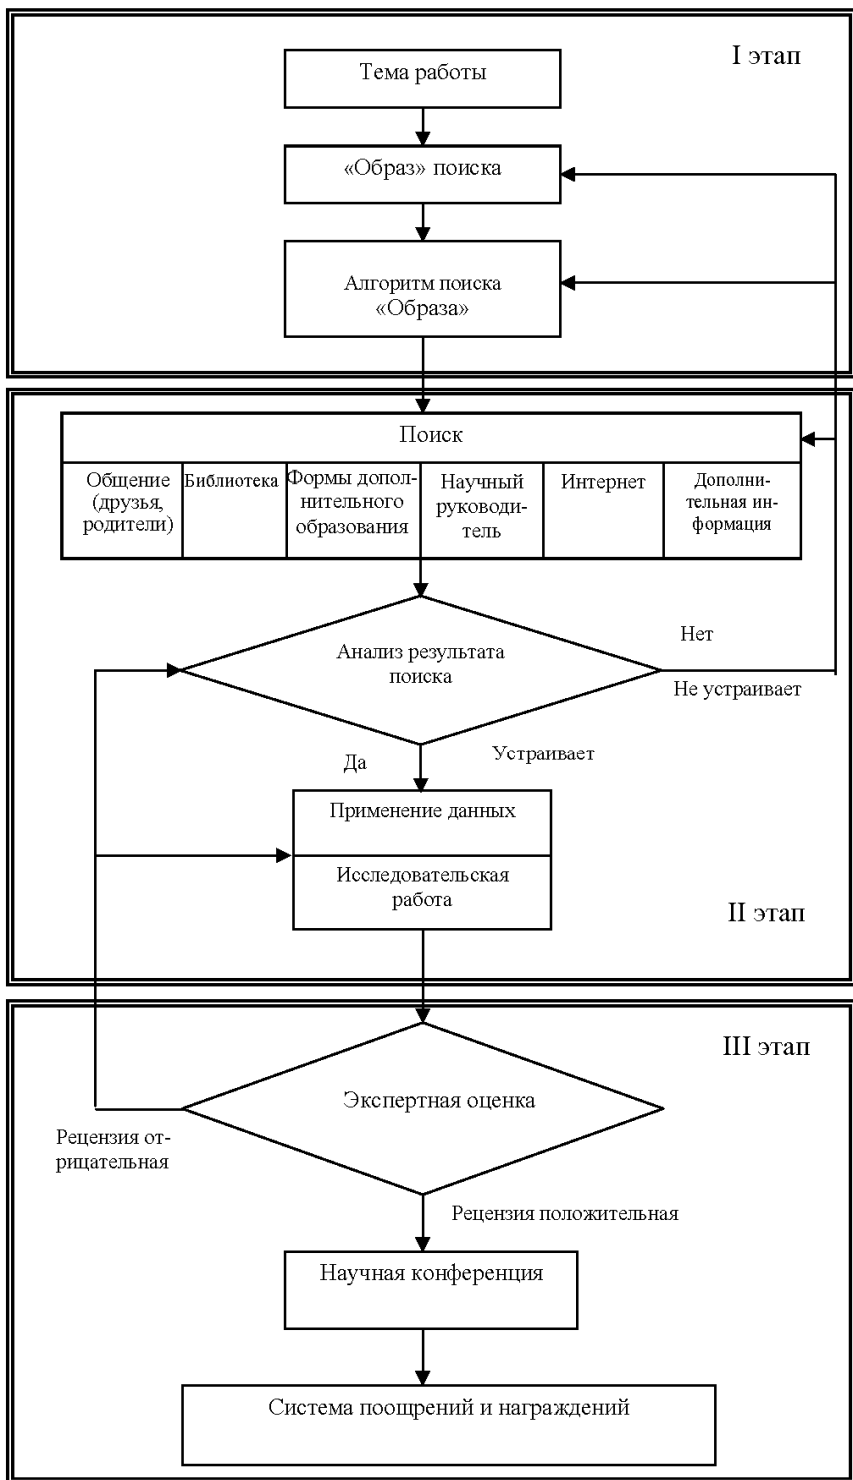 I этап
Тема работы
«Образ» поиска
Алгоритм поиска
«Образа»
Поиск
Общение
(друзья,
родители)
Библиотека
Формы допол-
нительного
образования
Научный
руководи-
тель
Интернет
Дополни-
тельная ин-
формация
Анализ результата
поиска
Нет
Не устраивает
Да
Устраивает
Применение данных
Исследовательская
работа
II этап
III этап
Экспертная оценка
Рецензия от-
рицательная
Рецензия положительная
Научная конференция
Система поощрений и награждений